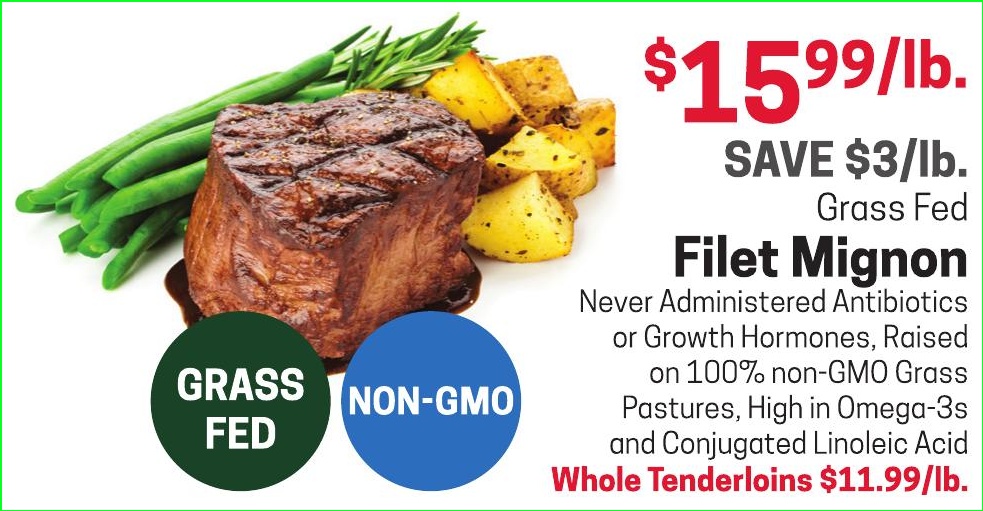 $15.99/lb.
SAVE $3/lb.
Grass Fed
Filet Mignon
Never Administered Antibiotics
or Growth Hormones, Raised
on 100% non-GMO Grass
Pastures, High in Omega-3s
and Conjugated Linoleic Acid
Whole Tenderloins $11.99/lb.
GRASS
FED
NON-GMO